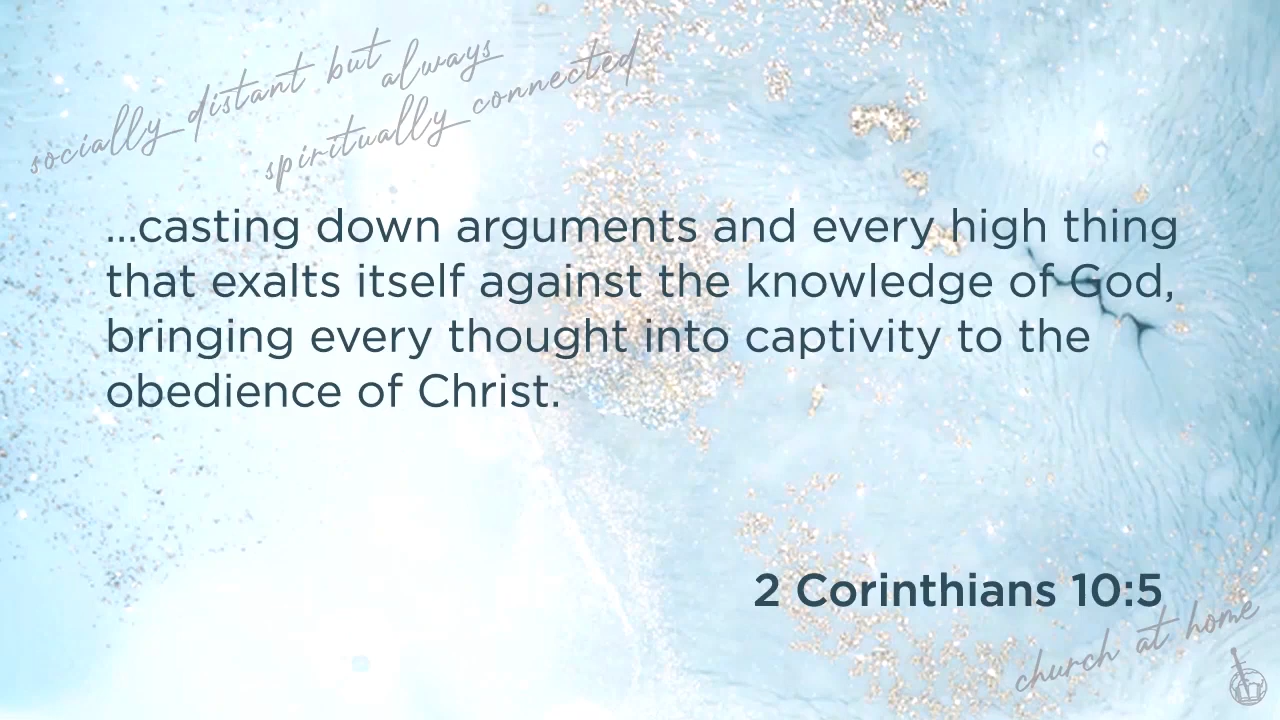 socially distant but always
spiritually connected
...casting down arguments and every high thing
that exalts itself against the knowledge of God,
bringing every thought into captivity to the
obedience of Christ.
2 Corinthians 10:5
church at home